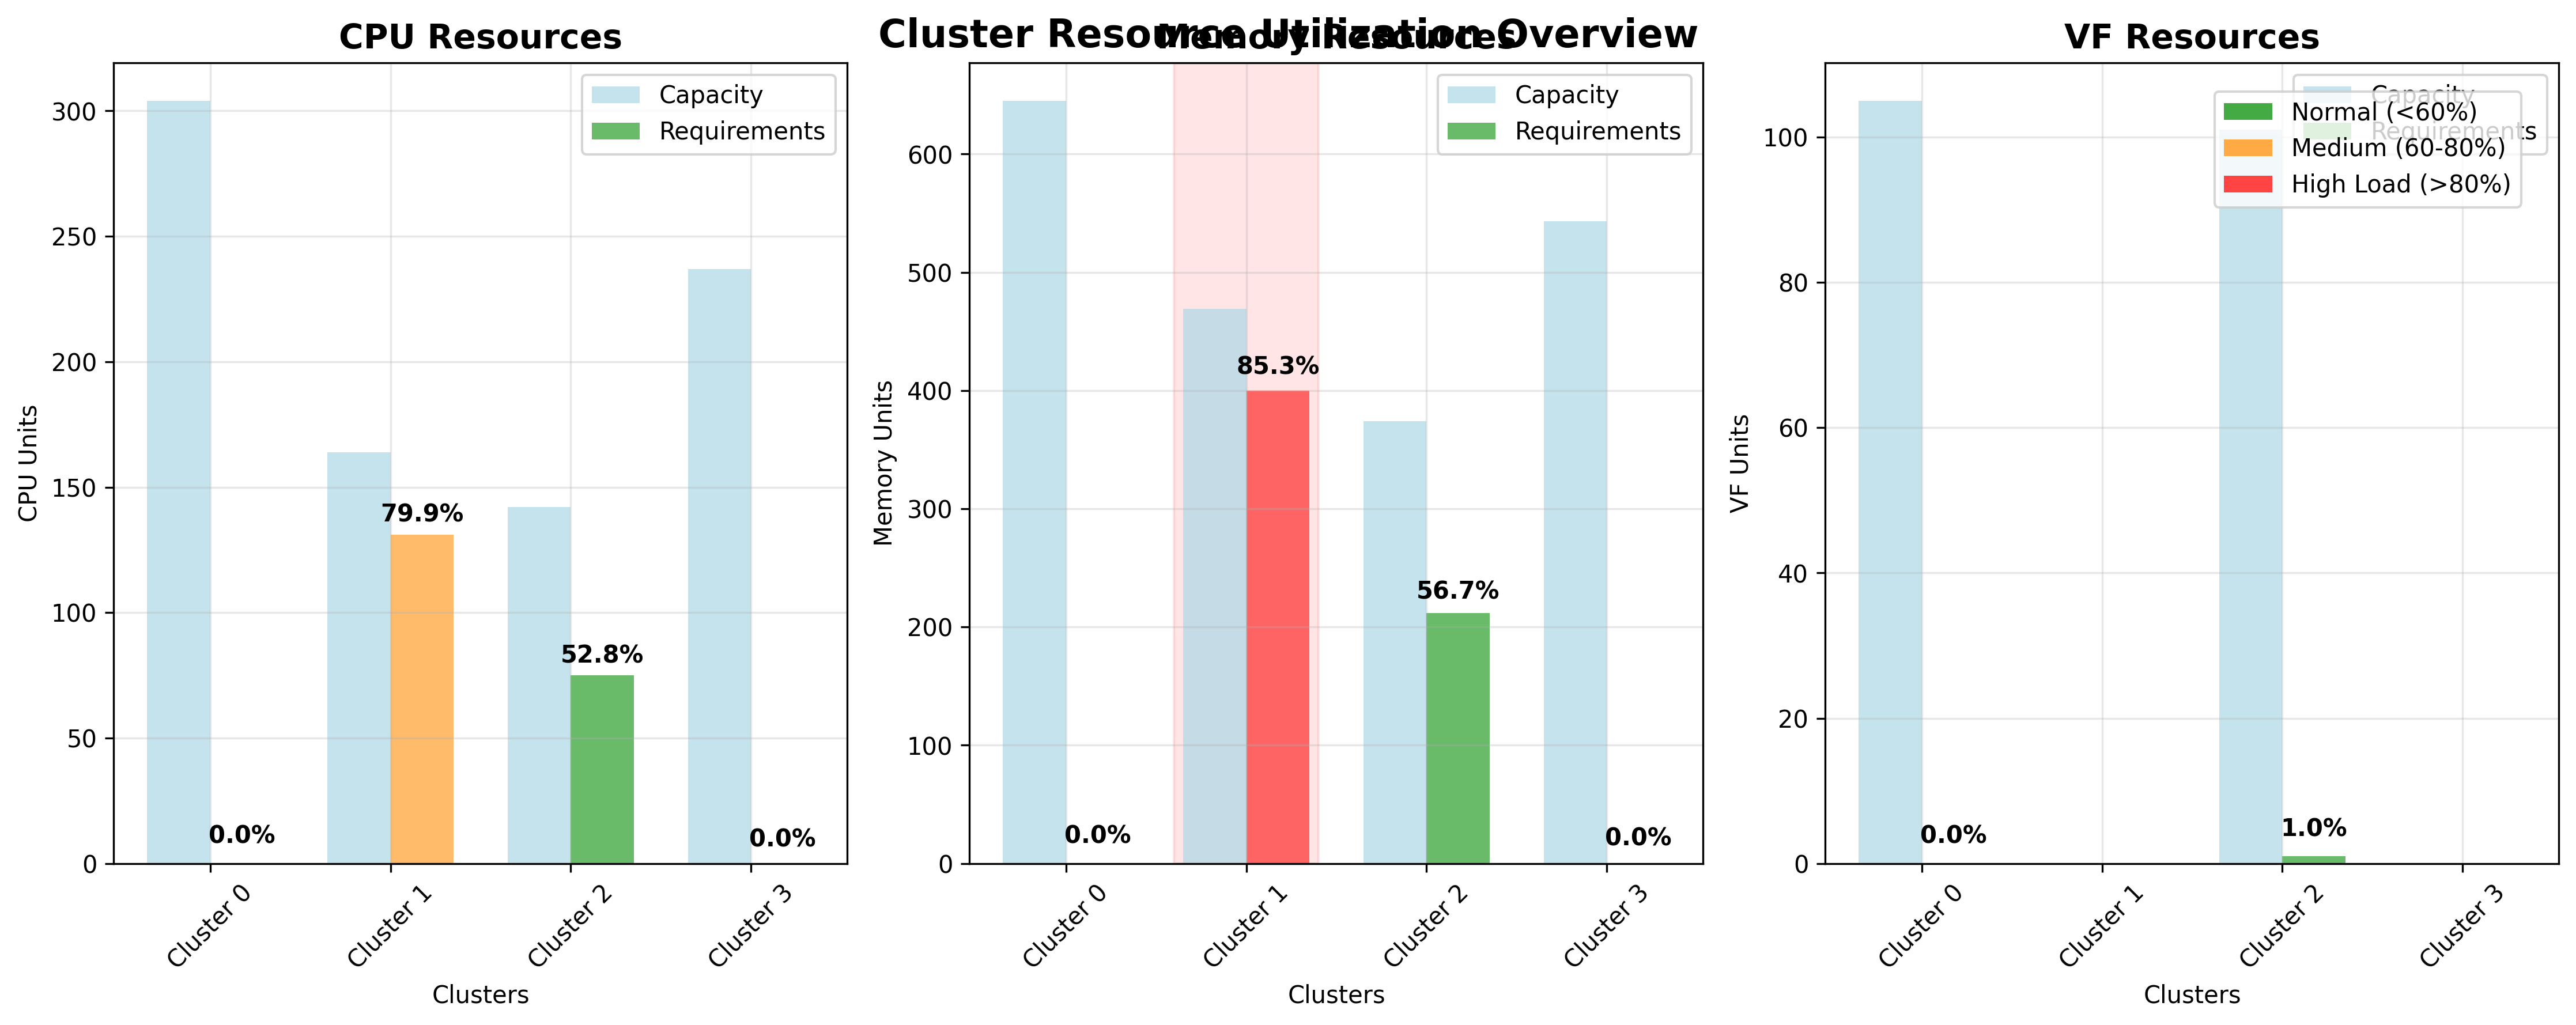 Cluster Resource Utilization Overview
CPU Resources
Capacity
Requirements
300
250
200
150
100
50
0
CPU Units
79.9%
52.8%
0.0%
0.0%
Cluster 0
Cluster 1
Cluster 2
Cluster 3
Clusters
Memory Resources
Capacity
Requirements
600
500
400
300
200
100
0
Memory Units
85.3%
56.7%
0.0%
0.0%
Cluster 0
Cluster 1
Cluster 2
Cluster 3
Clusters
VF Resources
Capacity
Requirements
Normal (<60%)
Medium (60-80%)
High Load (>80%)
100
80
60
40
20
0
VF Units
0.0%
1.0%
Cluster 0
Cluster 1
Cluster 2
Cluster 3
Clusters